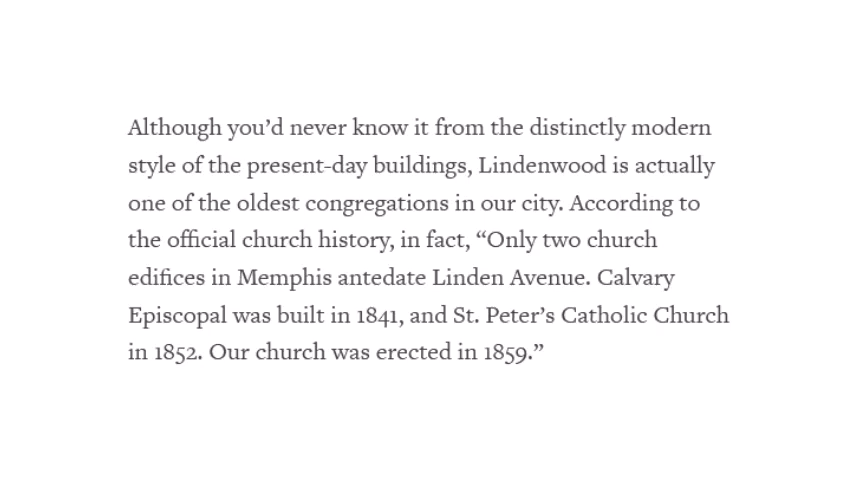 Although you’d never know it from the distinctly modern
style of the present-day buildings, Lindenwood is actually
one of the oldest congregations in our city. According to
the official church history, in fact, “Only two church
edifices in Memphis antedate Linden Avenue. Calvary
Episcopal was built in 1841, and St. Peter’s Catholic Church
in 1852. Our church was erected in 1859.”